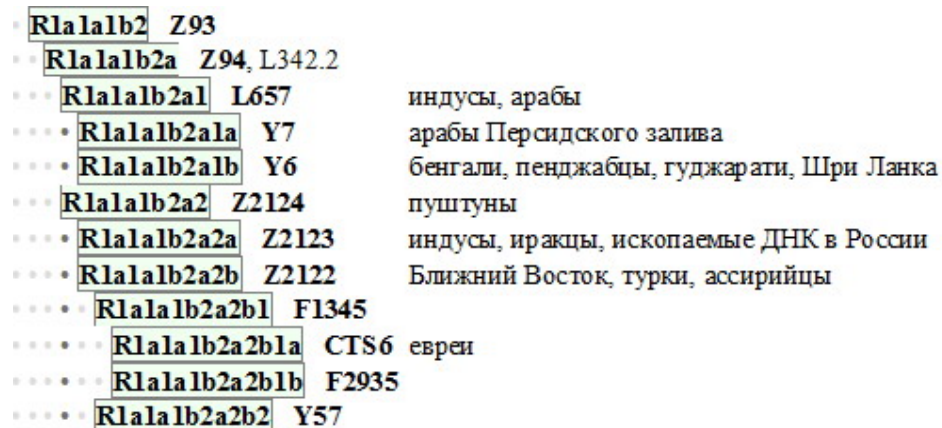 R1a1a1b2 Z93
R1a1a1b2a Z94, L342.2
R1a1a1b2a1 L657 индусы, арабы
R1a1a1b2a1a Y7 арабы Персидского залива
R1a1a1b2a1b Y6 бенгали, пенджабцы, гуджарати, Шри Ланка
R1a1a1b2a2 Z2124 пуштуны
R1a1a1b2a2a Z2123 индусы, иракцы, ископаемые ДНК в России
R1a1a1b2a2b Z2122 Ближний Восток, турки, ассирийцы
R1a1a1b2a2b1 F1345
R1a1a1b2a2b1a CTS6 евреи
R1a1a1b2a2b1b F2935
R1a1a1b2a2b2 Y57